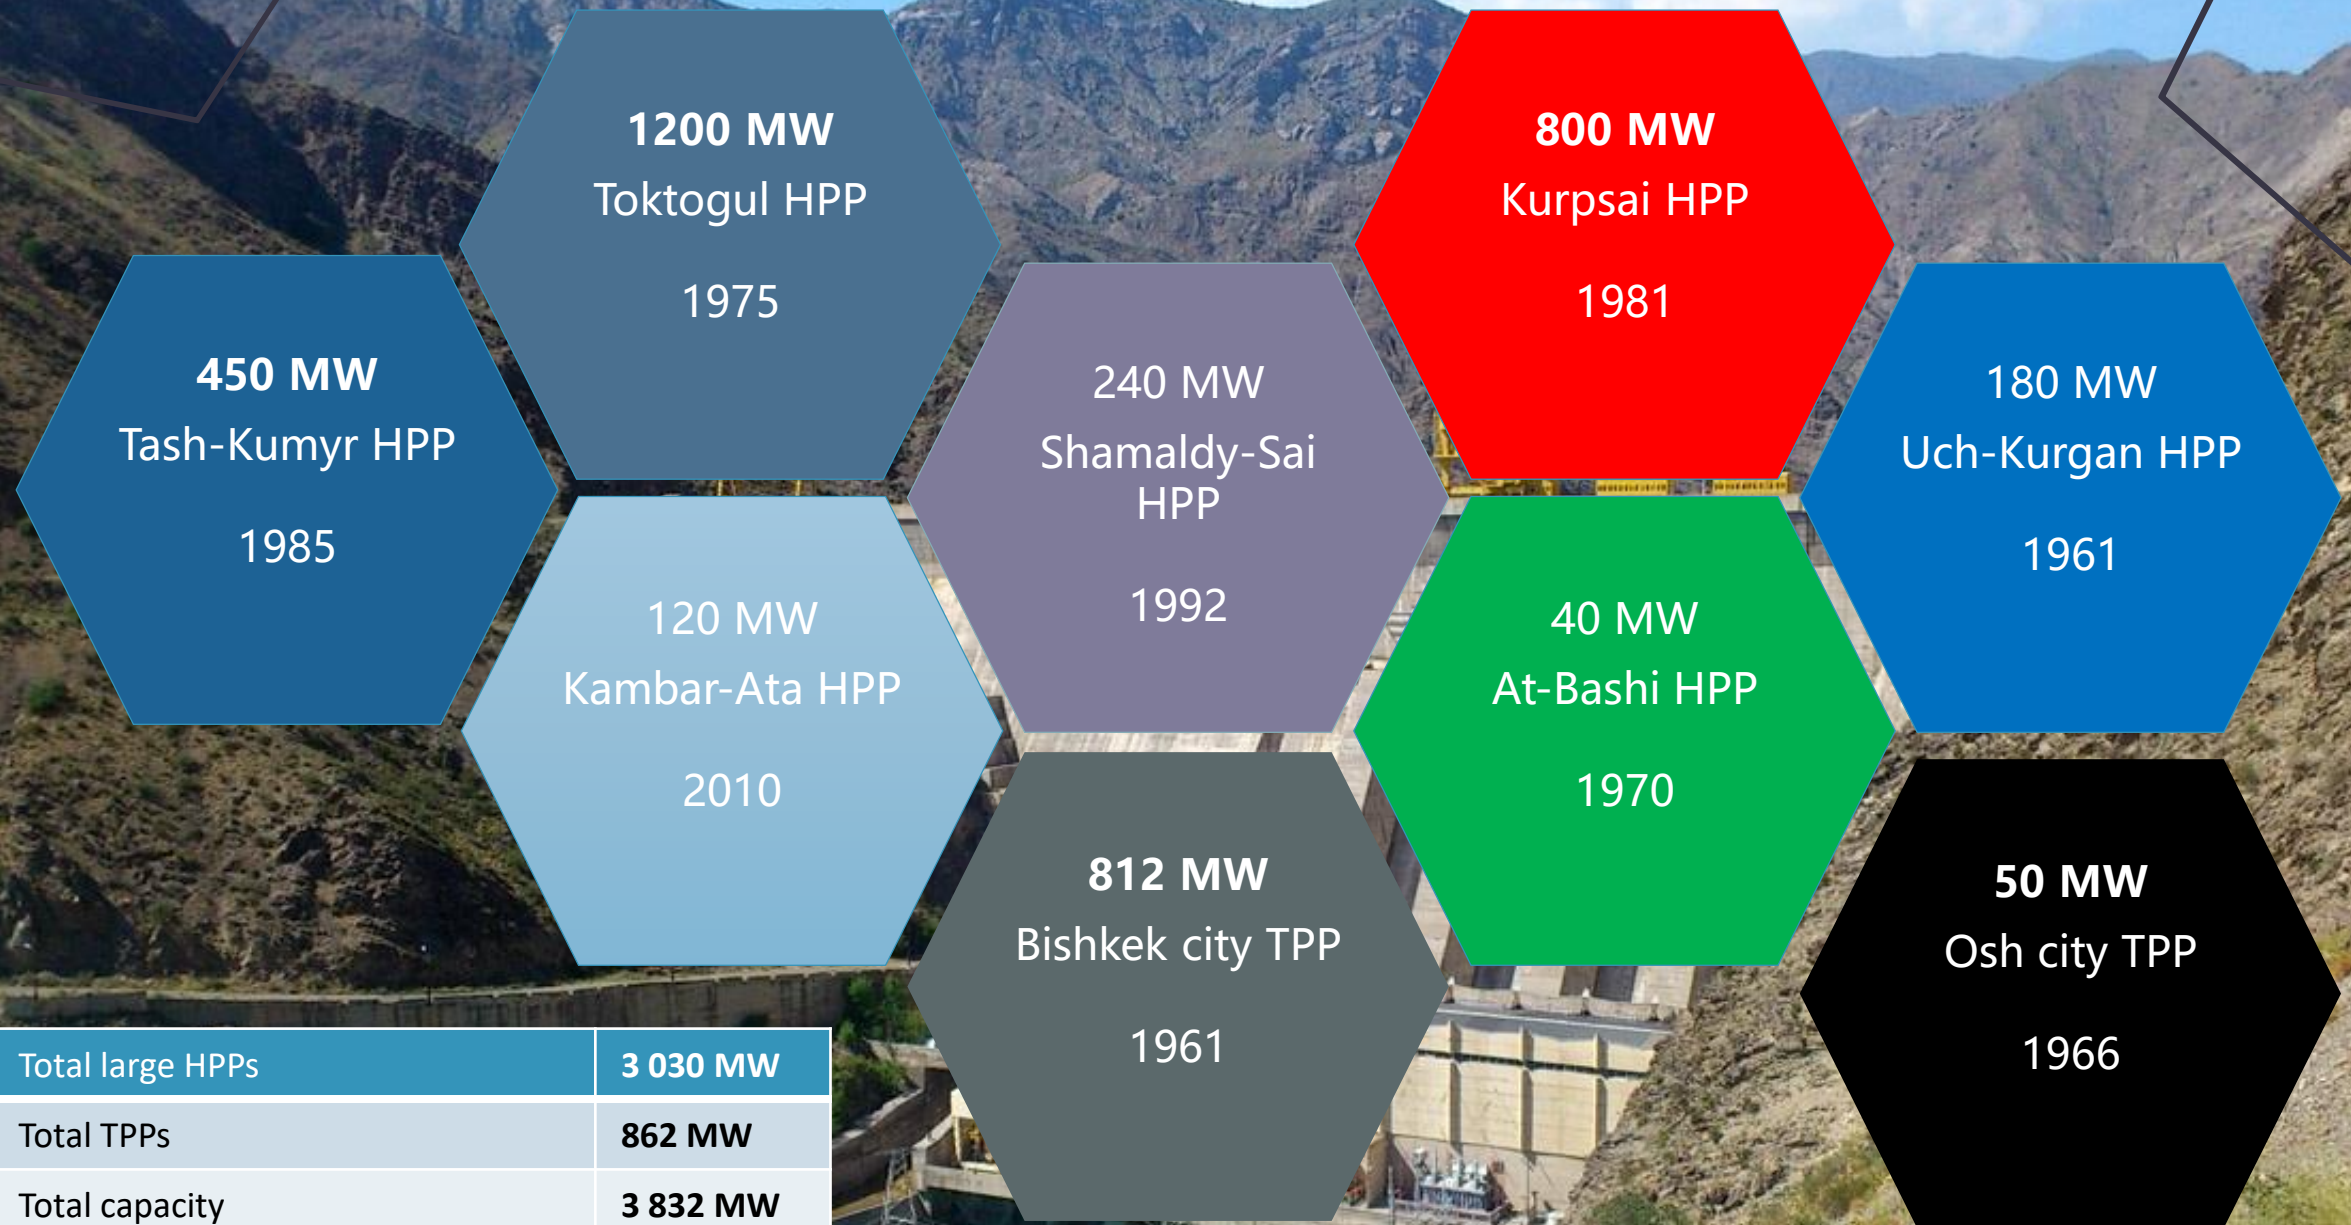 1200 MW
Toktogul HPP
1975
800 MW
Kurpsai HPP
1981
450 MW
Tash-Kumyr HPP
1985
240 MW
Shamaldy-Sai
HPP
1992
180 MW
Uch-Kurgan HPP
1961
120 MW
Kambar-Ata HPP
2010
40 MW
At-Bashi HPP
1970
812 MW
Bishkek city TPP
1961
50 MW
Osh city TPP
1966
Total large HPPs 3 030 MW
Total TPPs 862 MW
Total capacity 3 832 MW